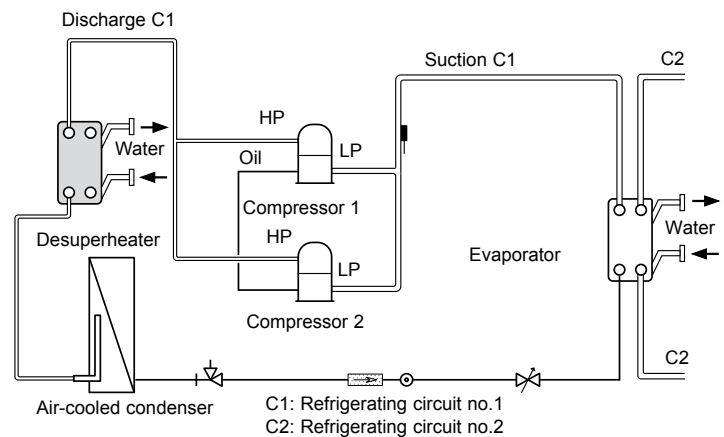 Discharge C1
Suction C1
C2
HP
Water
LP
Oil
Compressor 1
Desuperheater
HP
Water
LP
Evaporator
Compressor 2
C2
Air-cooled condenser
C1: Refrigerating circuit no.1
C2: Refrigerating circuit no.2